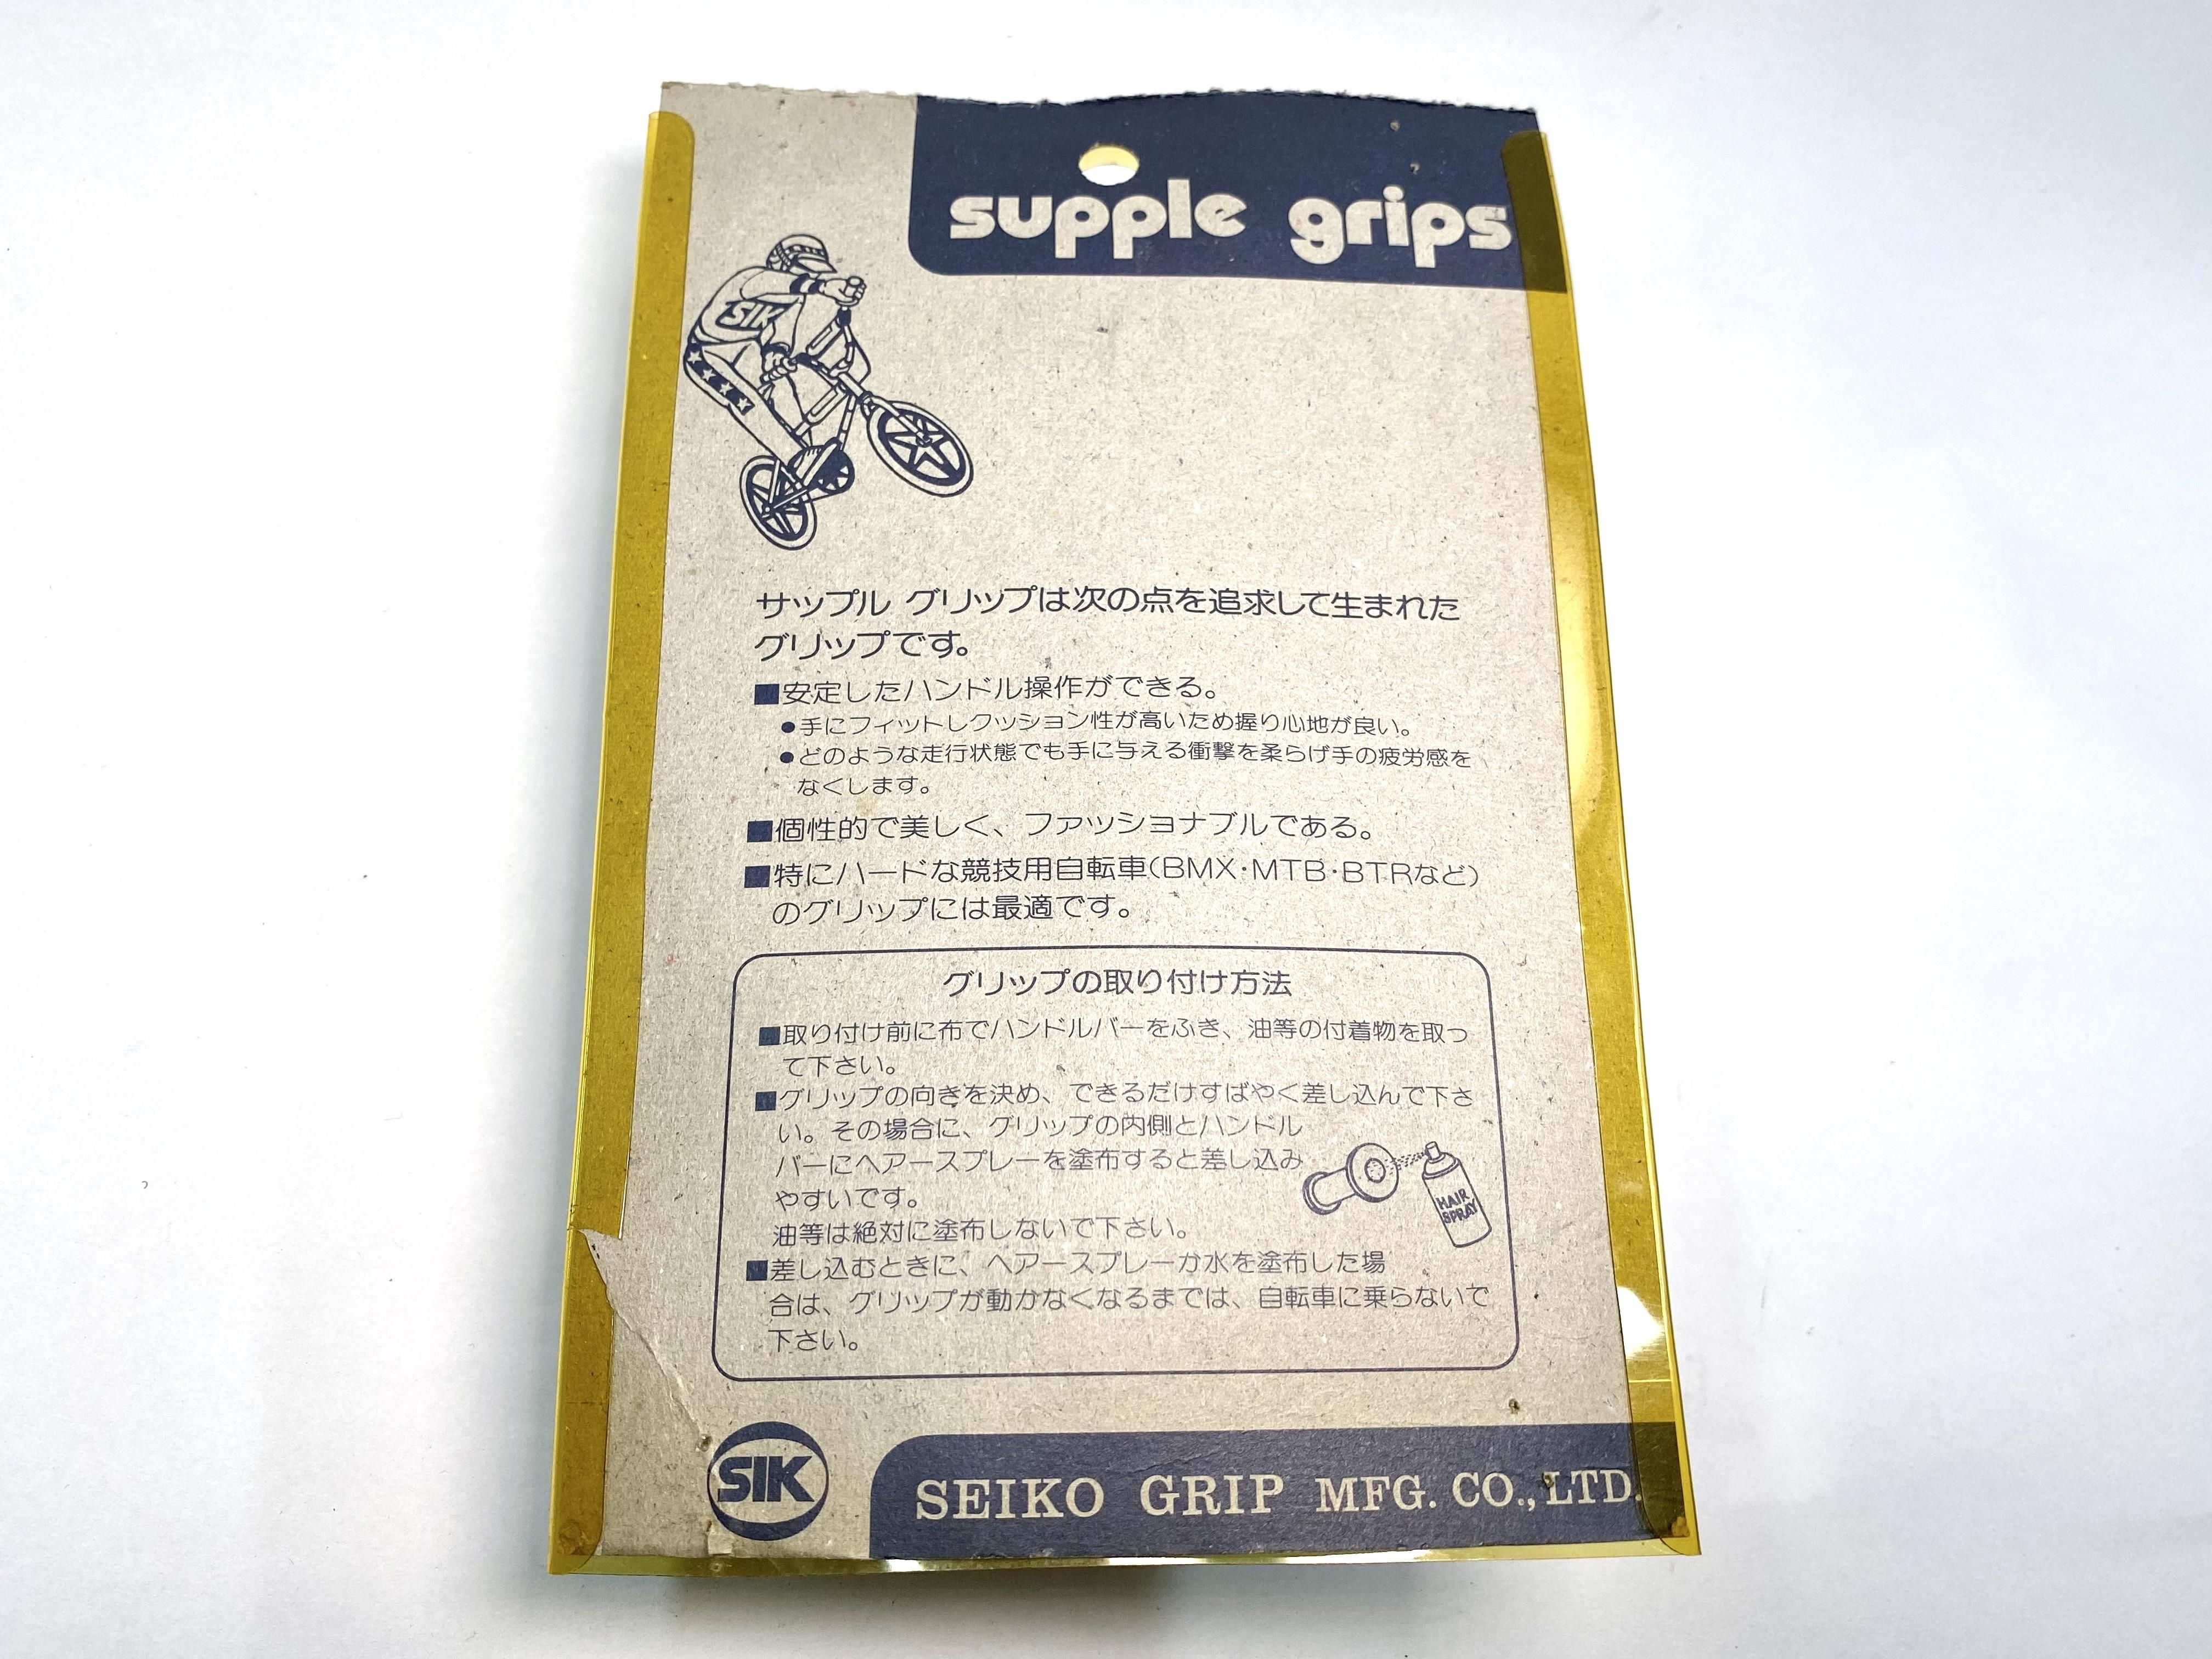 supple grips
SIK
サップル グリップは次の点を追求して生まれた
グリップです。
■安定したハンドル操作ができる。
●手にフィットしクッション性が高いため握り心地が良い。
●どのような走行状態でも手に与える衝撃を柔らげ手の疲労感を
なくします。
■個性的で美しく、ファッショナブルである。
■特にハードな競技用自転車(BMX・MTB・BTRなど)
のグリップには最適です。
グリップの取り付け方法
■取り付け前に布でハンドルバーをふき、油等の付着物を取っ
て下さい。
■グリップの向きを決め、できるだけすばやく差し込んで下さ
い。その場合に、グリップの内側とハンドル
バーにヘアースプレーを塗布すると差し込み
やすいです。
HAIR
SPRAY
油等は絶対に塗布しないで下さい。
■差し込むときに、ヘアースプレーか水を塗布した場
合は、グリップが動かなくなるまでは、自転車に乗らないで
下さい。
SIK
SEIKO GRIP MFG. CO., LTD.